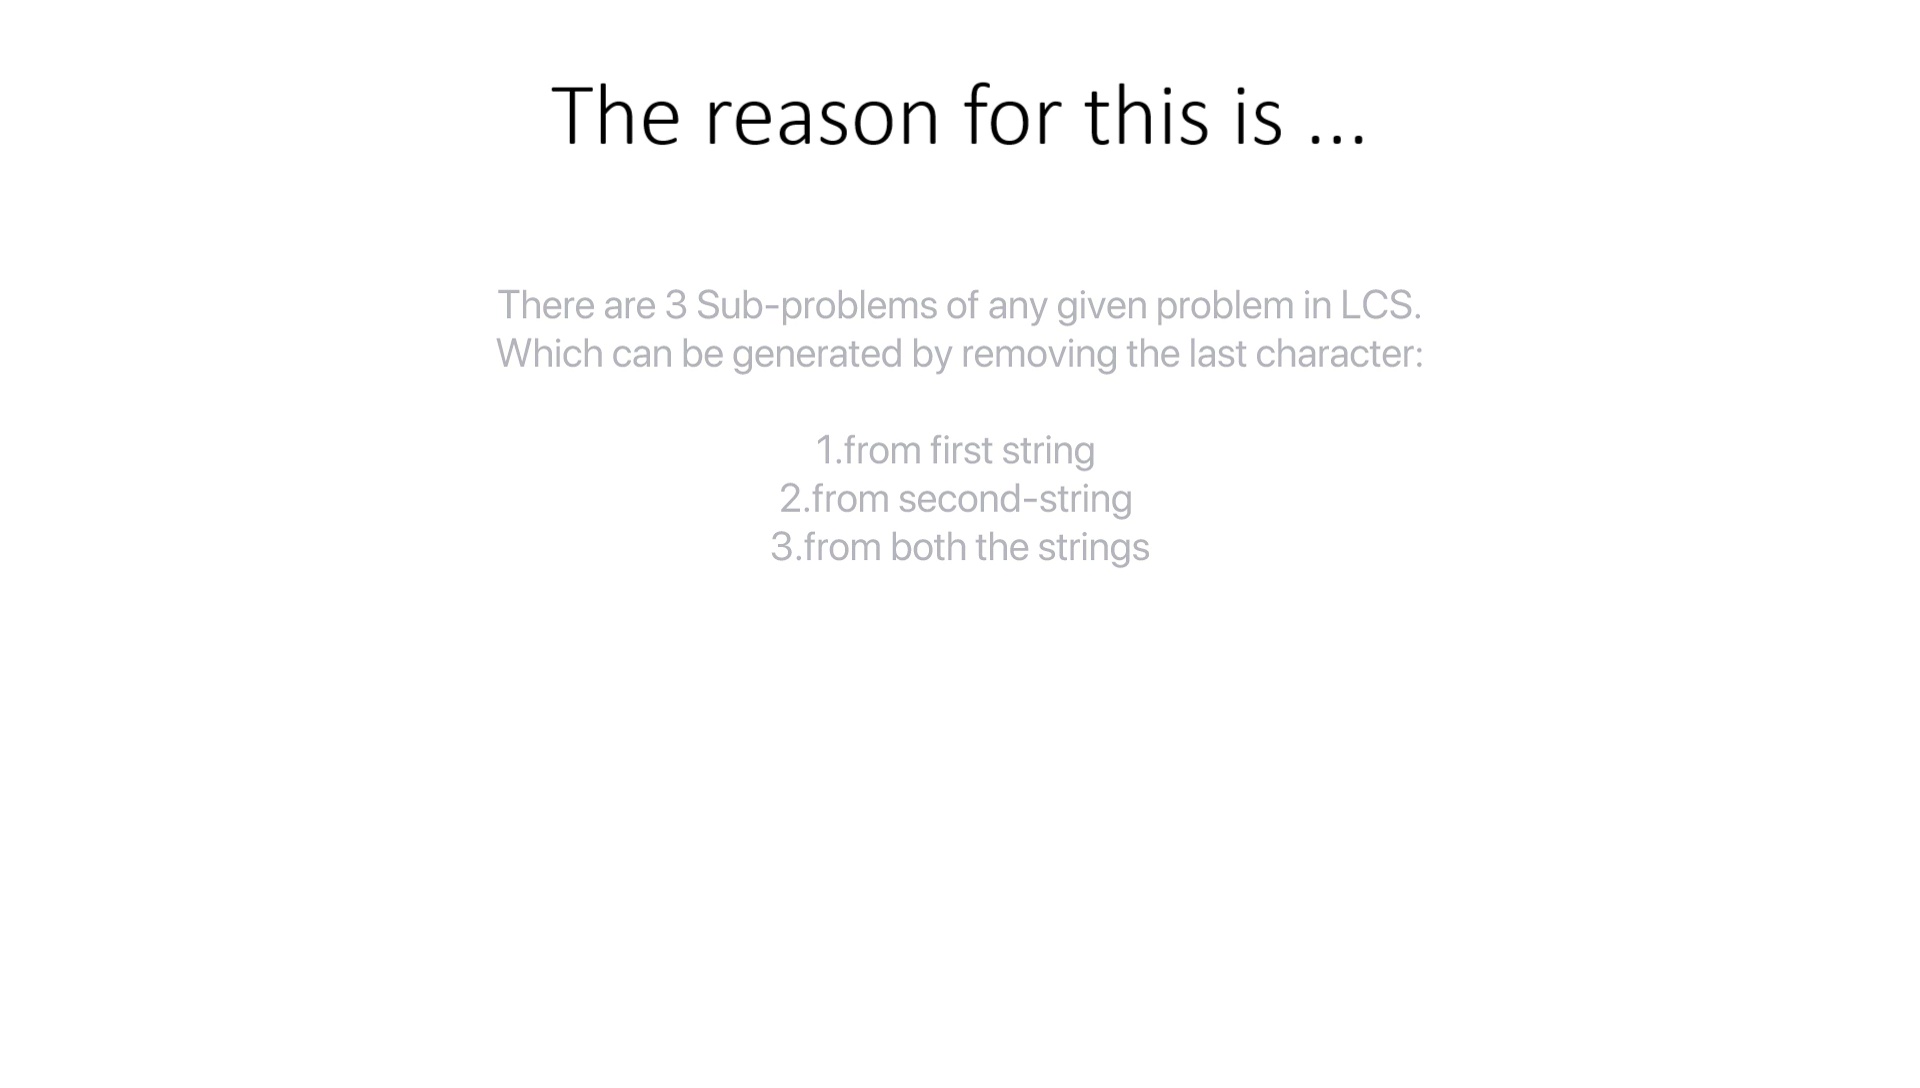 The reason for this is ...
There are 3 Sub-problems of any given problem in LCS.
Which can be generated by removing the last character:
1.from first string
2.from second-string
3.from both the strings